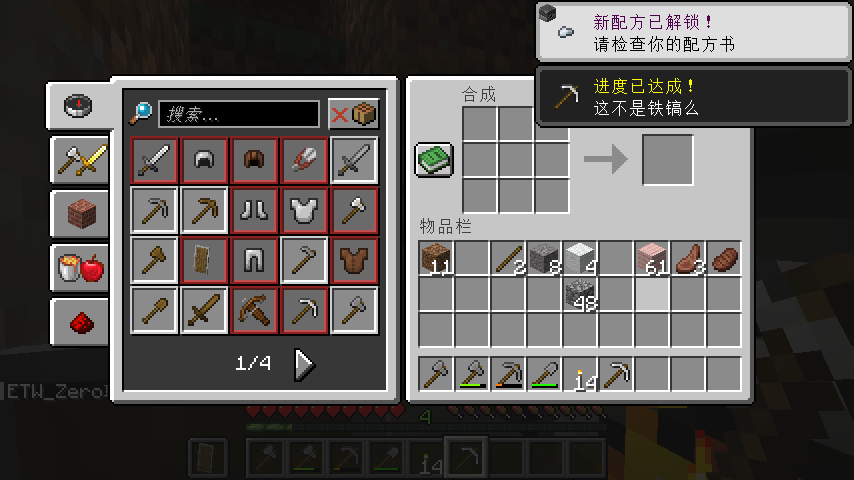 新配方已解锁！
请检查你的配方书
进度已达成！
这不是铁镐么
合成
搜索...
物品栏
11
2
8
4
61
3
48
1/4
14
ETW_Zero
4
14